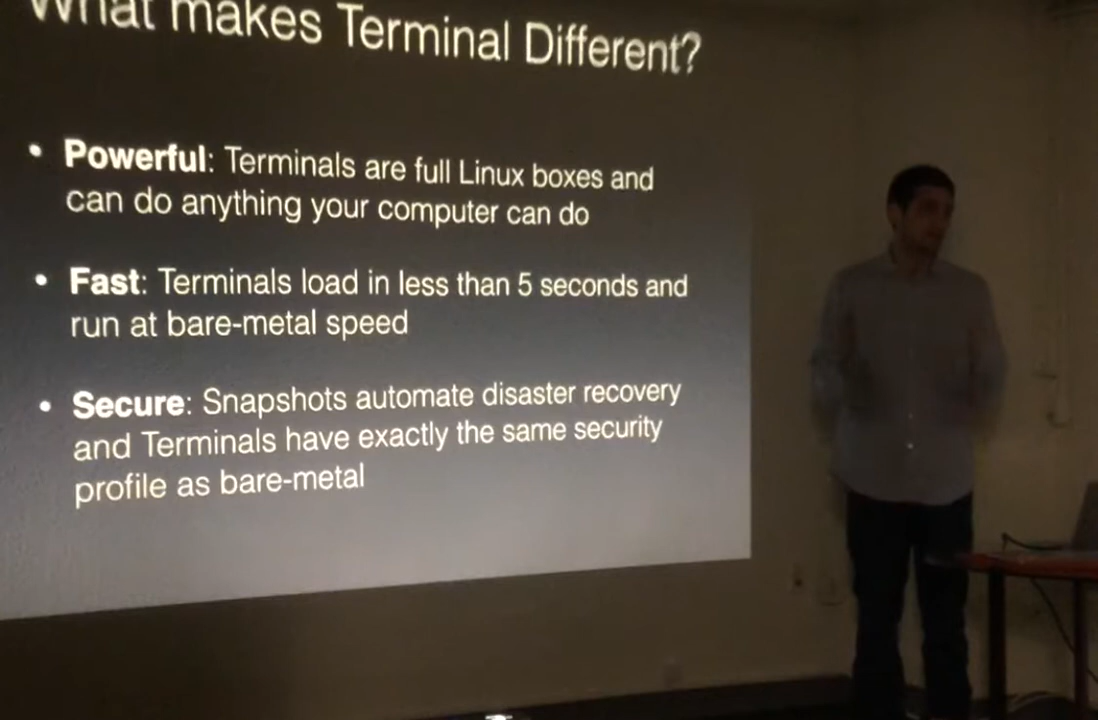 What makes Terminal Different?
• Powerful: Terminals are full Linux boxes and
can do anything your computer can do
• Fast: Terminals load in less than 5 seconds and
run at bare-metal speed
• Secure: Snapshots automate disaster recovery
and Terminals have exactly the same security
profile as bare-metal